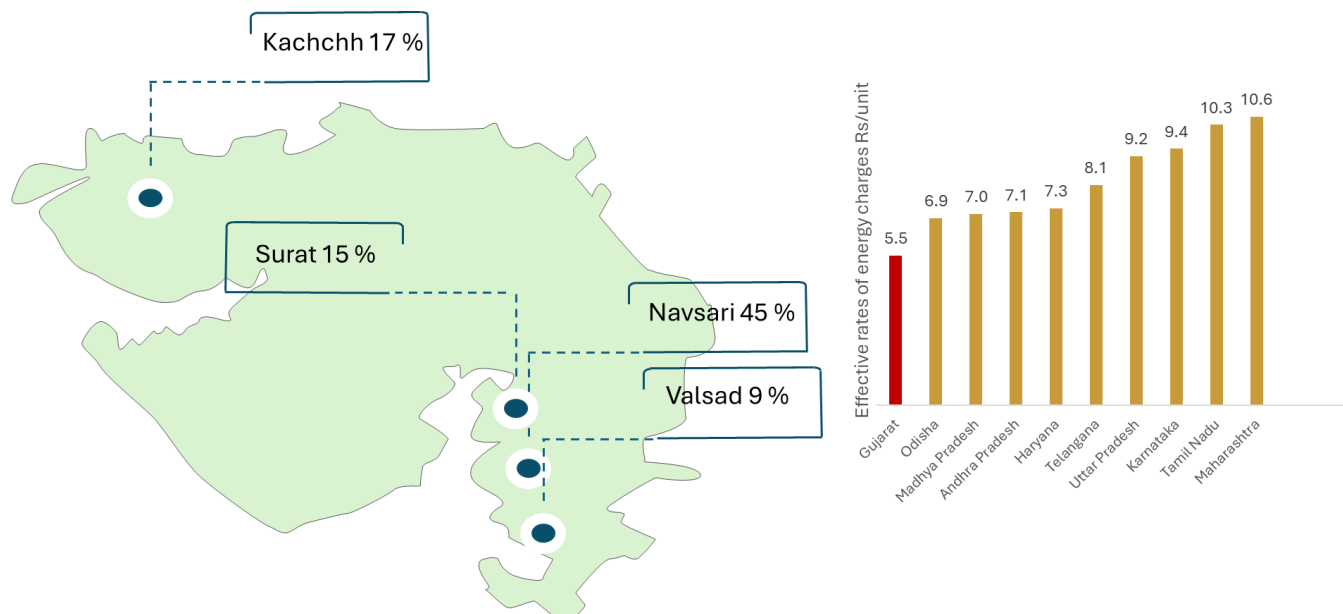 Kachchh 17 %
Surat 15 %
Navsari 45 %
Valsad 9 %
Effective rates of energy charges Rs/unit
5.5
6.9
7.0
7.1
7.3
8.1
9.2
9.4
10.3
10.6
Gujarat
Odisha
Madhya Pradesh
Andhra Pradesh
Haryana
Telangana
Uttar Pradesh
Karnataka
Tamil Nadu
Maharashtra